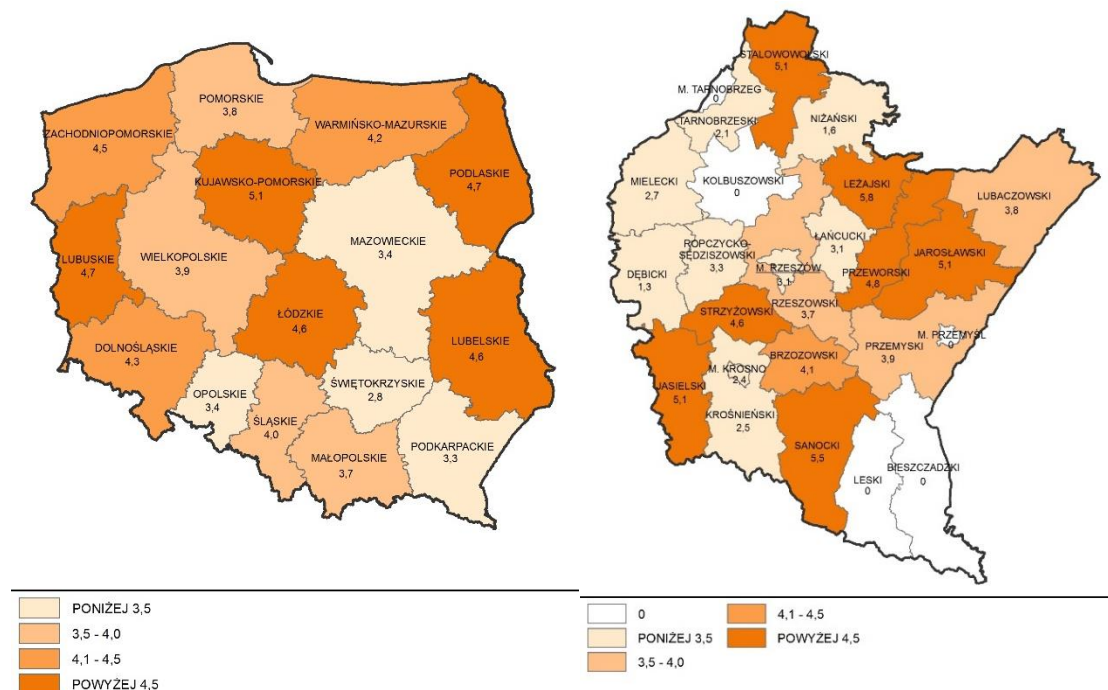 POMORSKIE
3,8
ZACHODNIOPOMORSKIE
4,5
WARMIŃSKO-MAZURSKIE
4,2
PODLASKIE
4,7
KUJAWSKO-POMORSKIE
5,1
MAZOWIECKIE
3,4
LUBUSKIE
4,7
WIELKOPOLSKIE
3,9
ŁÓDZKIE
4,6
LUBELSKIE
4,6
DOLNOŚLĄSKIE
4,3
OPOLSKIE
3,4
ŚLĄSKIE
4,0
ŚWIĘTOKRZYSKIE
2,8
MAŁOPOLSKIE
3,7
PODKARPACKIE
3,3
PONIŻEJ 3,5
3,5 - 4,0
4,1 - 4,5
POWYŻEJ 4,5
STALOWOWOLSKI
5,1
M. TARNOBRZEG
0
TARNOBRZESKI
2,1
NIŻAŃSKI
1,6
MIELECKI
2,7
KOLBUSZOWSKI
0
LEŻAJSKI
5,8
LUBACZOWSKI
3,8
ROPCZYCKO-
SĘDZISZOWSKI
3,3
ŁAŃCUCKI
3,1
JAROSŁAWSKI
5,1
DĘBICKI
1,3
M. RZESZÓW
3,1
PRZEWORSKI
4,8
RZESZOWSKI
3,7
STRZYŻOWSKI
4,6
M. PRZEMYŚL
0
PRZEMYSKI
3,9
BRZOZOWSKI
4,1
M. KROSNO
2,4
JASIELSKI
5,1
KROŚNIEŃSKI
2,5
SANOCKI
5,5
LESKI
0
BIESZCZADZKI
0
0
PONIŻEJ 3,5
3,5 - 4,0
4,1 - 4,5
POWYŻEJ 4,5